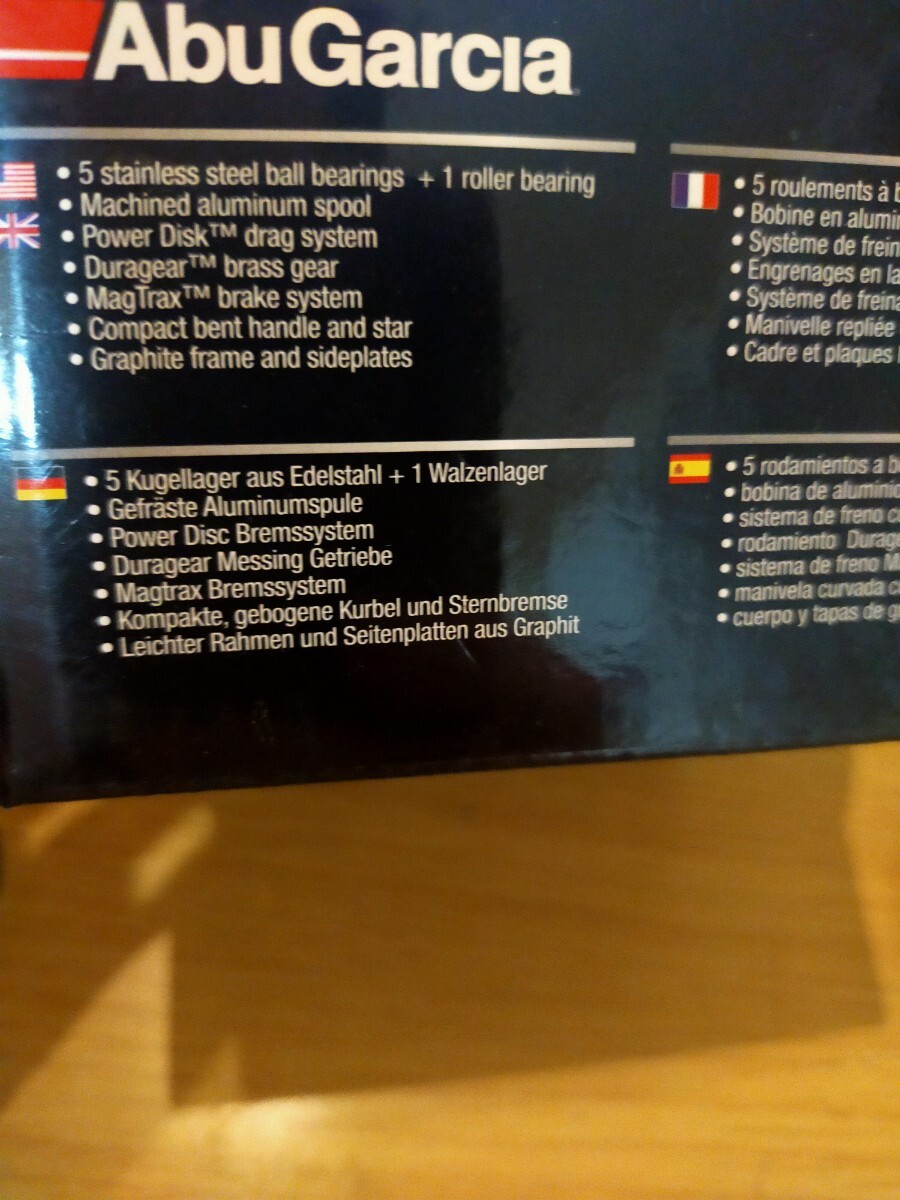 AbuGarcia
• 5 stainless steel ball bearings + 1 roller bearing
• Machined aluminum spool
• Power Disk™ drag system
• Duragear™ brass gear
• MagTrax™ brake system
• Compact bent handle and star
• Graphite frame and sideplates
• 5 roulements à
• Bobine en
• Système de
• Engrenages en
• Système de
• Manivelle repliée
• Cadre et plaques
• 5 Kugellager aus Edelstahl + 1 Walzenlager
• Gefräste Aluminumspule
• Power Disc Bremssystem
• Duragear Messing Getriebe
• Magtrax Bremssystem
• Kompakte, gebogene Kurbel und Sternbremse
• Leichter Rahmen und Seitenplatten aus Graphit
• 5 rodamientos a
• bobina de
• sistema de freno
• rodamiento
• sistema de freno
• manivela curvada
• cuerpo y tapas de